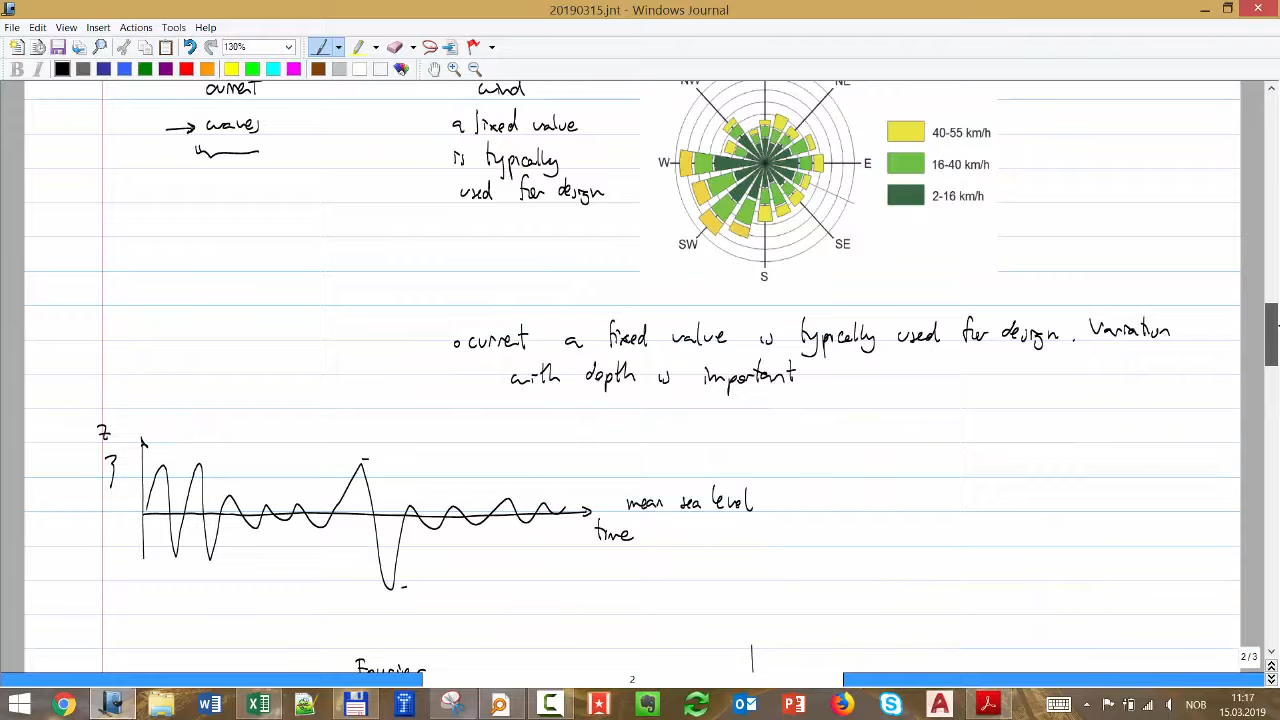 20190315.jnt - Windows Journal
File Edit View Insert Actions Tools Help
130%
B I
current
wind
NW
NE
→ waves
a fixed value
is typically
used for design
W
E
SW
SE
S
40-55 km/h
16-40 km/h
2-16 km/h
current a fixed value is typically used for design. Variation
with depth is important
z
mean sea level
time
Fourier
2/3
2
11:17
NOB
15.03.2019